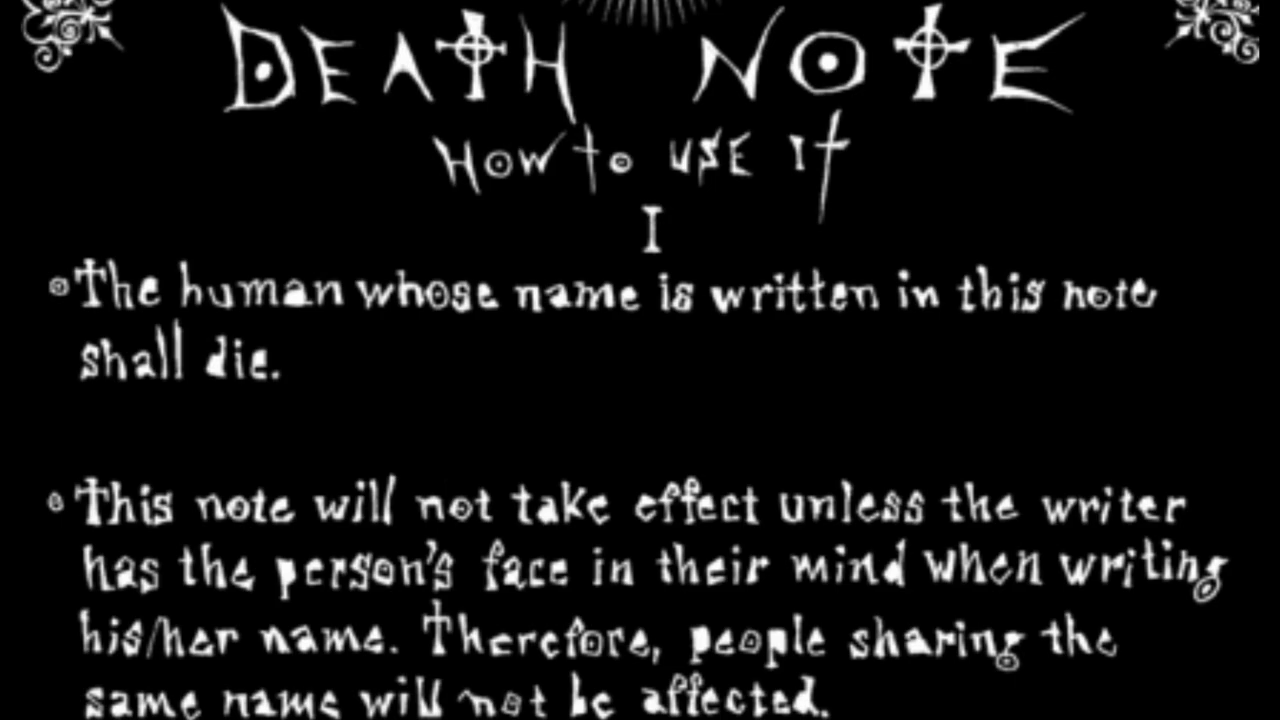 DEATH NOTE
How to USE IT
I
The human whose name is written in this note
shall die.
This note will not take effect unless the writer
has the person's face in their mind when writing
his/her name. Therefore, people sharing the
same name will not be affected.